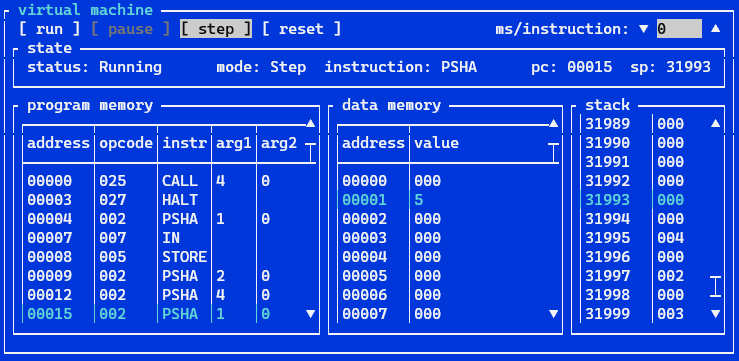 virtual machine
[ run ] [ pause ] [ step ] [ reset ] ms/instruction: ▼ 0 ▲
state
status: Running mode: Step instruction: PSHA pc: 00015 sp: 31993
program memory
address opcode instr arg1 arg2
00000 025 CALL 4 0
00003 027 HALT
00004 002 PSHA 1 0
00007 007 IN
00008 005 STORE
00009 002 PSHA 2 0
00012 002 PSHA 4 0
00015 002 PSHA 1 0
data memory
address value
00000 000
00001 5
00002 000
00003 000
00004 000
00005 000
00006 000
00007 000
stack
31989 000
31990 000
31991 000
31992 000
31993 000
31994 000
31995 004
31996 000
31997 002
31998 000
31999 003